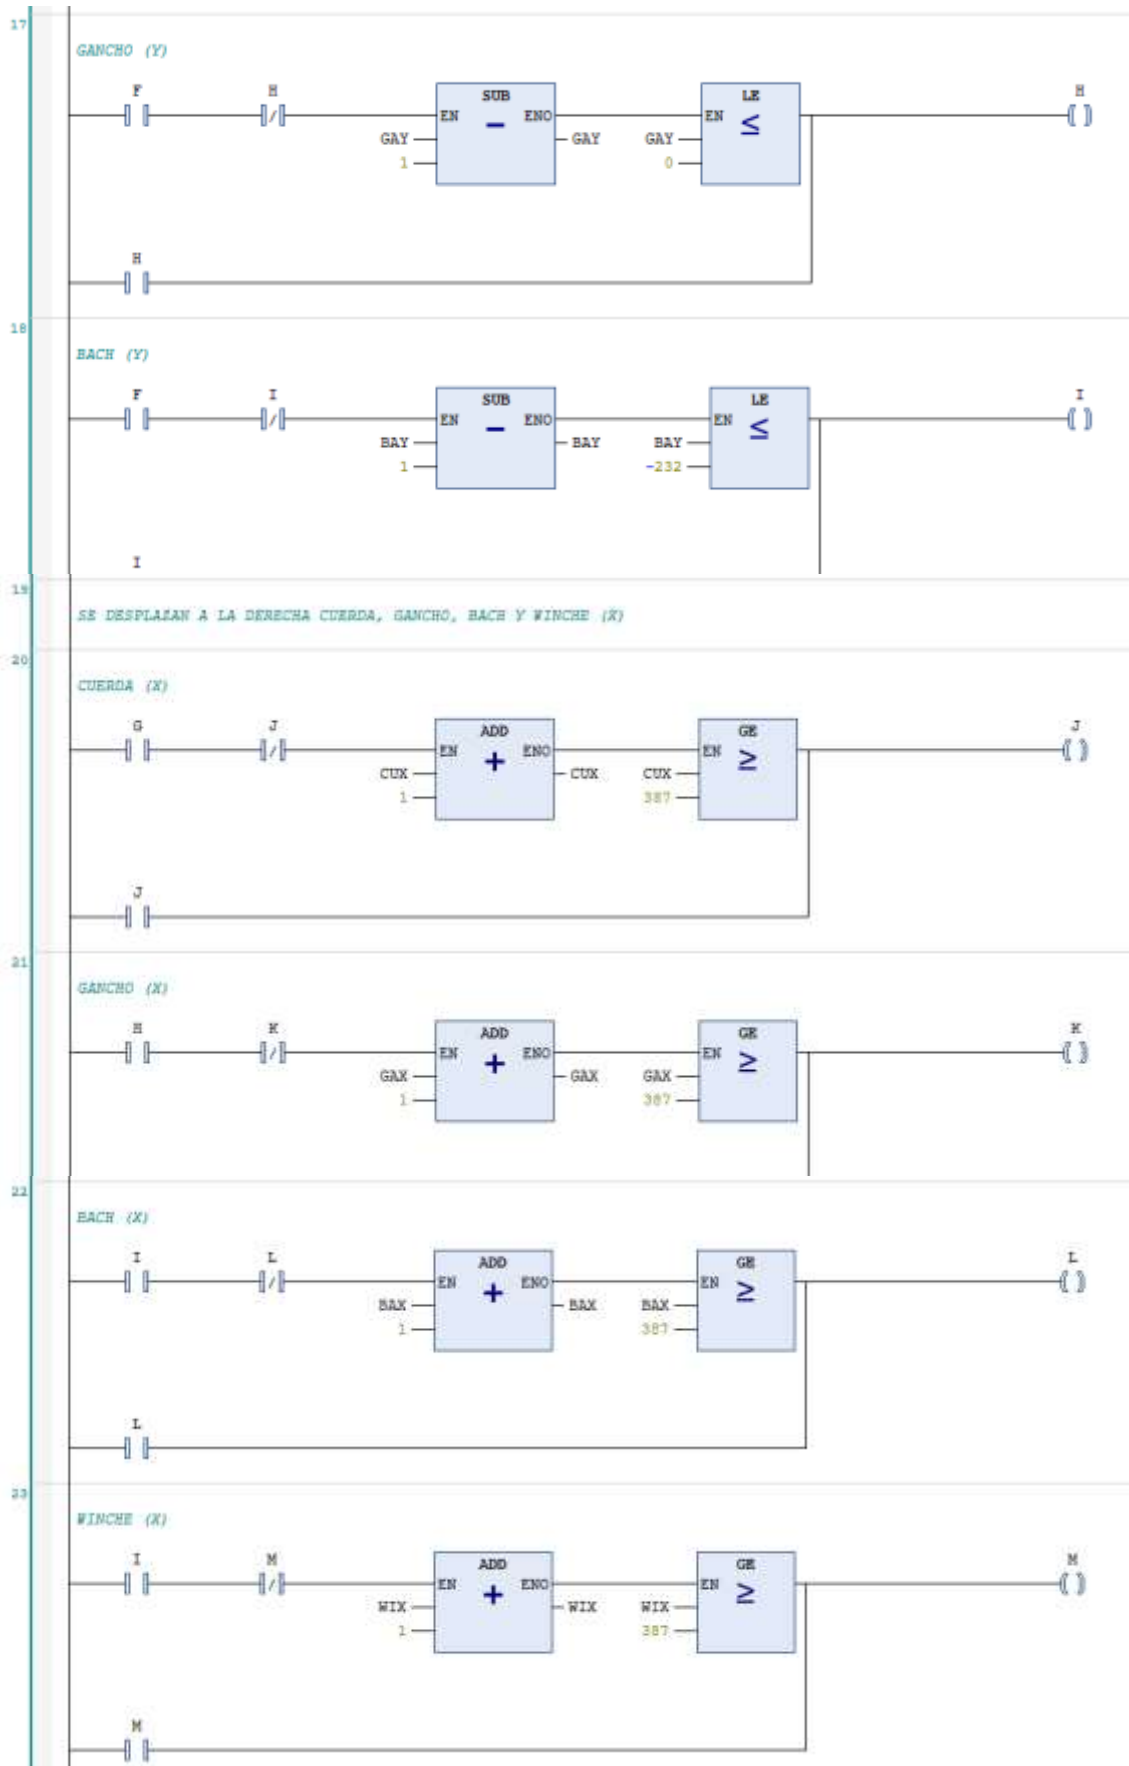 17
GANCHO (Y)
F H SUB LE H
EN ENO EN
− ≤
GAY GAY GAY
1 0
H
18
BACH (Y)
F I SUB LE I
EN ENO EN
− ≤
BAY BAY BAY
1 -232
I
19
SE DESPLAZAN A LA DERECHA CUERDA, GANCHO, BACH Y WINCHE (X)
20
CUERDA (X)
G J ADD GE J
EN ENO EN
+ ≥
CUX CUX CUX
1 387
J
21
GANCHO (X)
H K ADD GE K
EN ENO EN
+ ≥
GAX GAX GAX
1 387
22
BACH (X)
I L ADD GE L
EN ENO EN
+ ≥
BAX BAX BAX
1 387
L
23
WINCHE (X)
I M ADD GE M
EN ENO EN
+ ≥
WIX WIX WIX
1 387
M